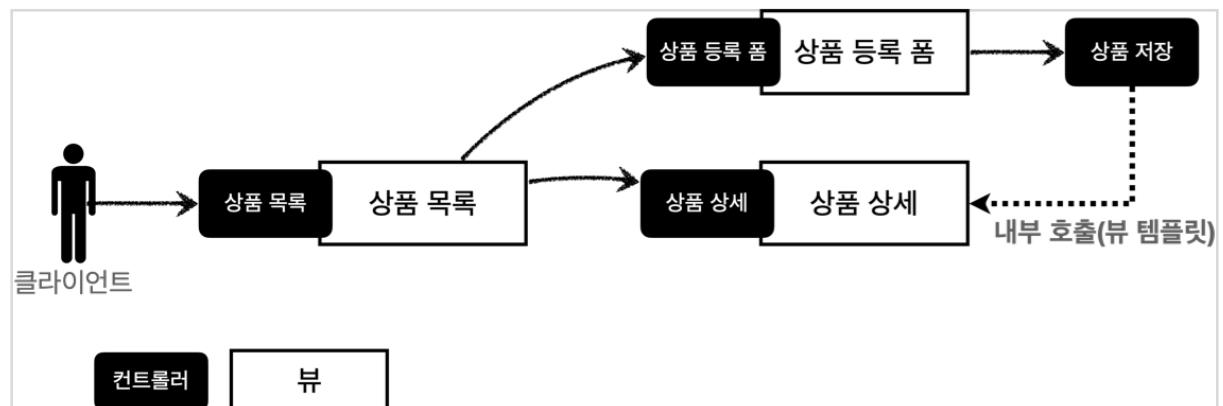 상품 등록 폼
상품 등록 폼
상품 저장
상품 목록
상품 목록
상품 상세
상품 상세
내부 호출(뷰 템플릿)
클라이언트
컨트롤러
뷰